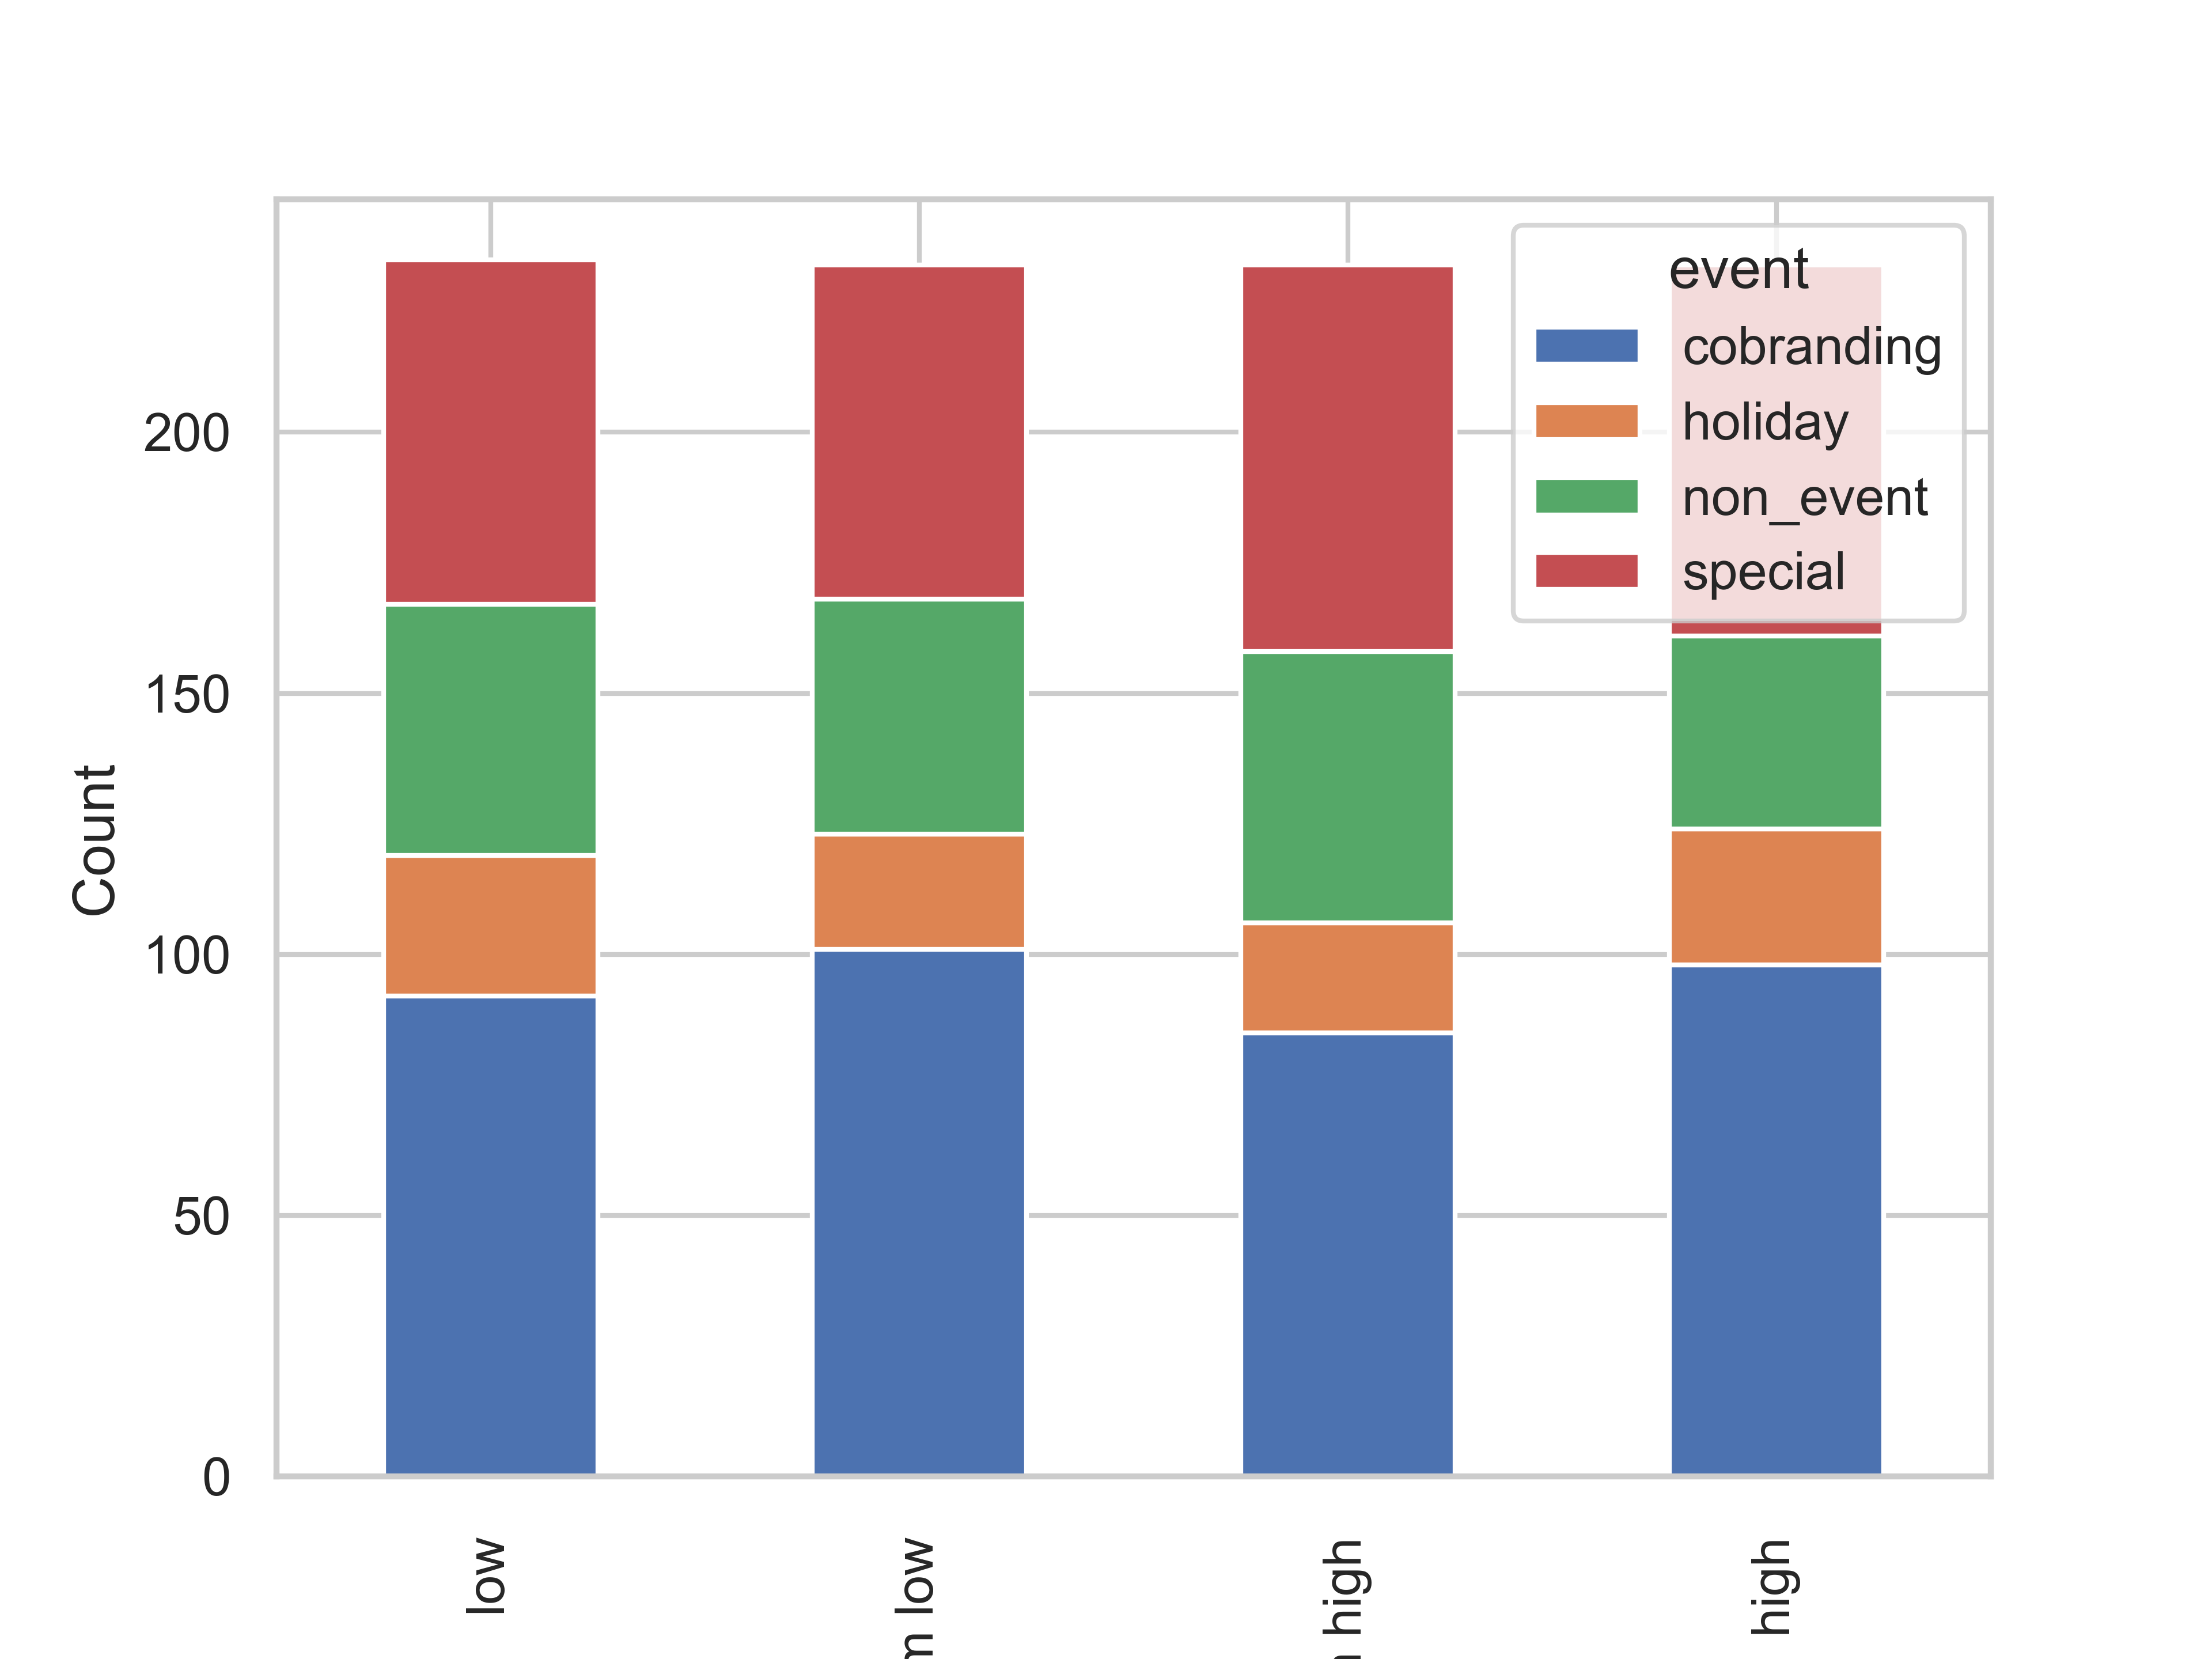 event
cobranding
holiday
non_event
special
200
150
100
50
0
Count
low
low
high
high